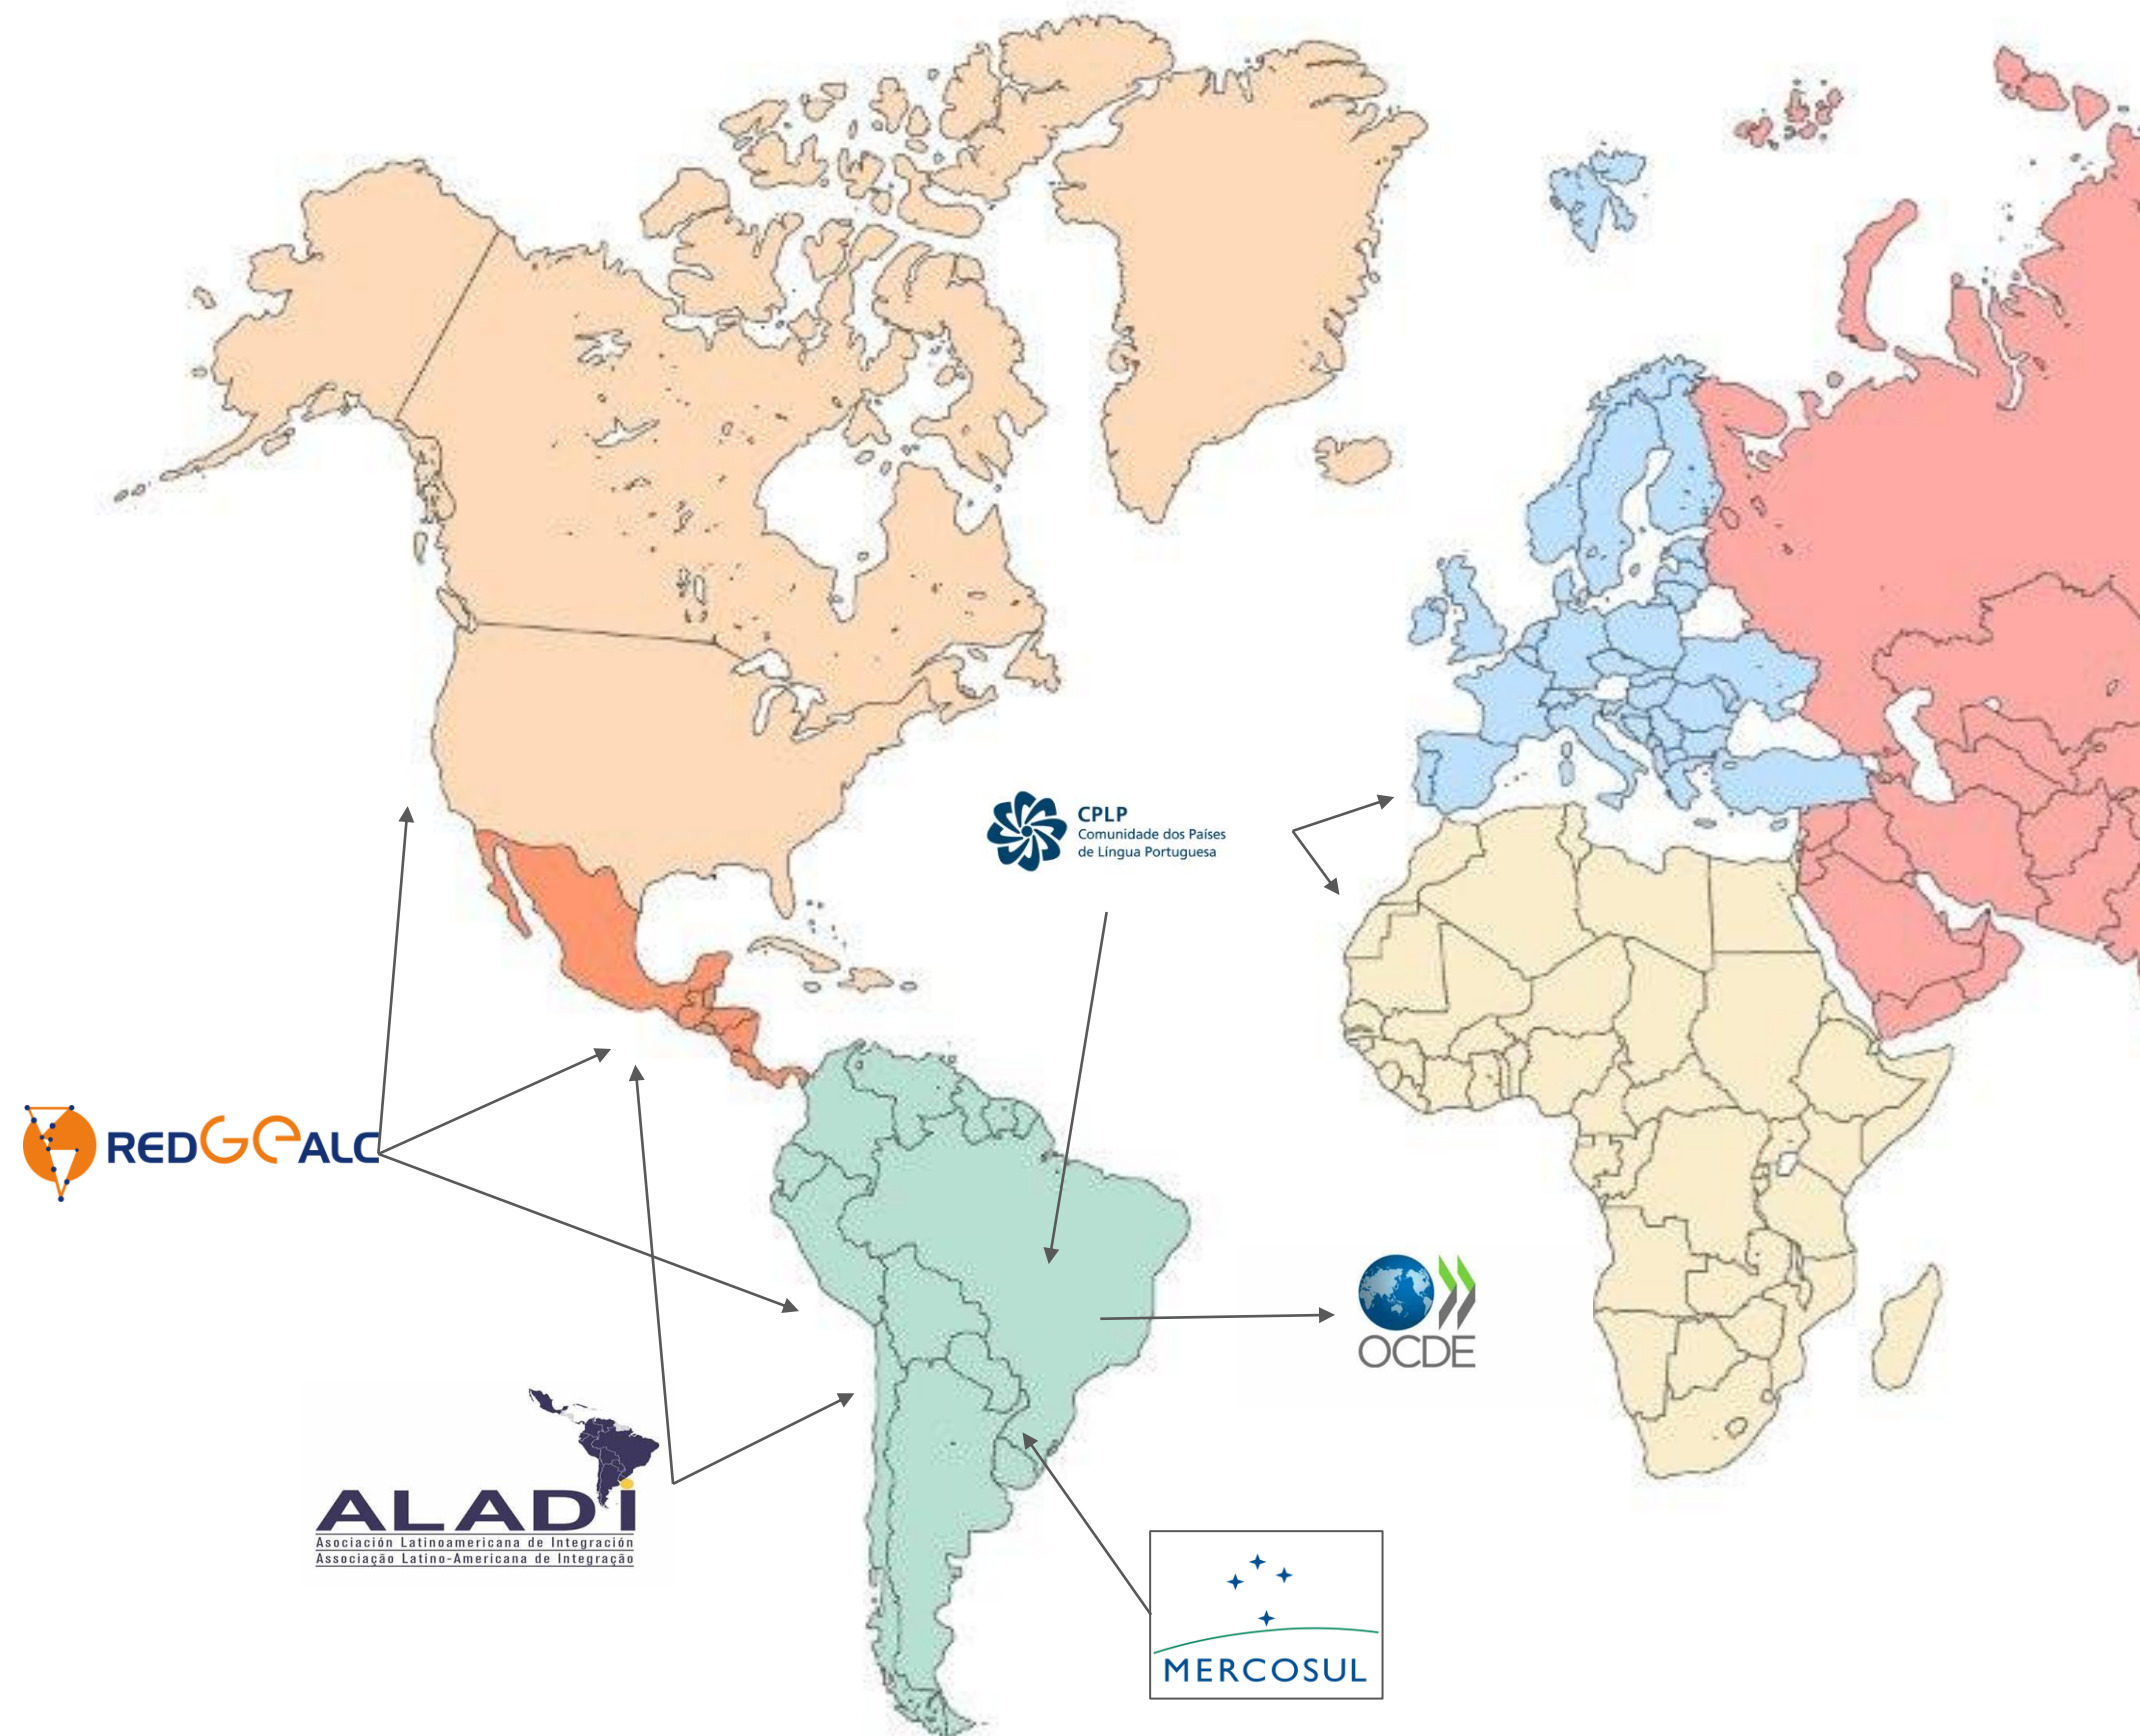 CPLP
Comunidade dos Países
de Língua Portuguesa
REDGeALC
OCDE
ALADi
Asociación Latinoamericana de Integración
Associação Latino-Americana de Integração
MERCOSUL